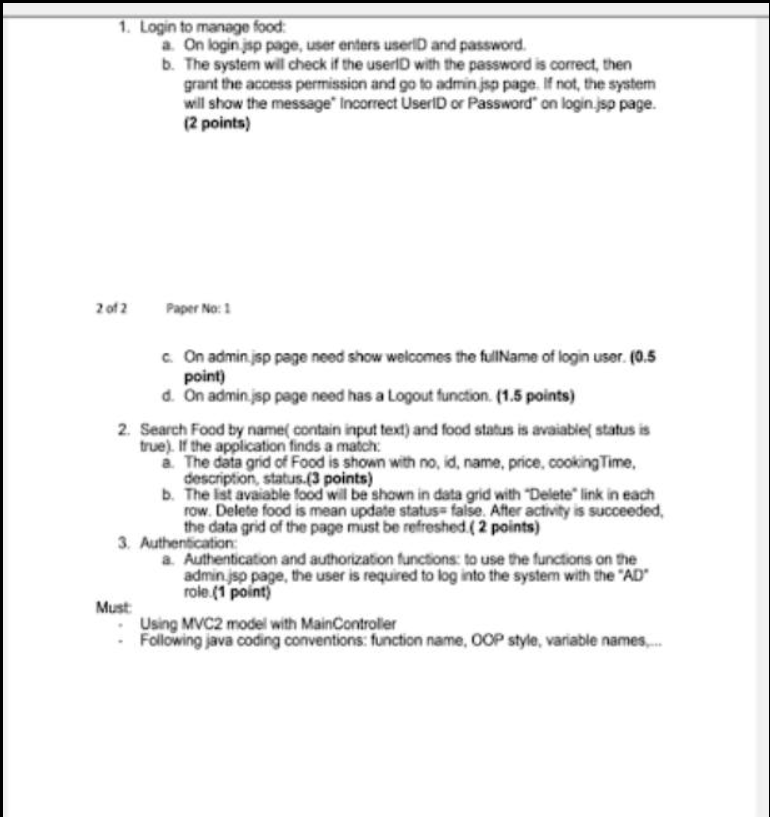 1. Login to manage food:
a. On login.jsp page, user enters userID and password.
b. The system will check if the userID with the password is correct, then
grant the access permission and go to admin.jsp page. If not, the system
will show the message" Incorrect UserID or Password" on login.jsp page.
(2 points)
2 of 2 Paper No: 1
c. On admin.jsp page need show welcomes the fullName of login user. (0.5
point)
d. On admin.jsp page need has a Logout function. (1.5 points)
2. Search Food by name( contain input text) and food status is avaiable( status is
true). If the application finds a match:
a. The data grid of Food is shown with no, id, name, price, cookingTime,
description, status.(3 points)
b. The list avaiable food will be shown in data grid with "Delete" link in each
row. Delete food is mean update status= false. After activity is succeeded,
the data grid of the page must be refreshed.( 2 points)
3. Authentication:
a. Authentication and authorization functions: to use the functions on the
admin.jsp page, the user is required to log into the system with the "AD"
role.(1 point)
Must:
- Using MVC2 model with MainController
- Following java coding conventions: function name, OOP style, variable names,...